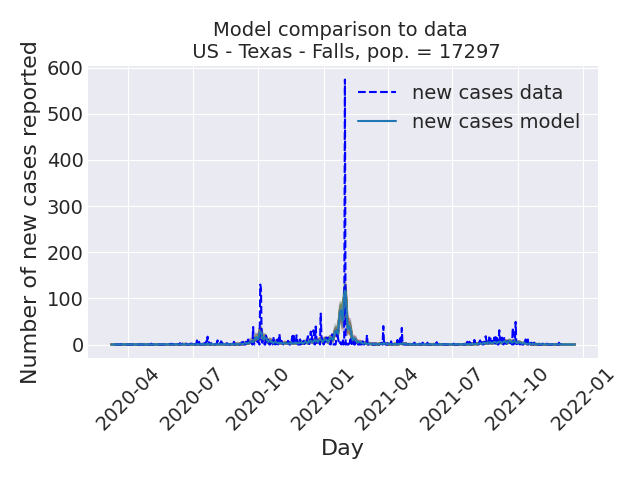 Model comparison to data
US - Texas - Falls, pop. = 17297
Number of new cases reported
600
500
400
300
200
100
0
new cases data
new cases model
2020-04
2020-07
2020-10
2021-01
2021-04
2021-07
2021-10
2022-01
Day